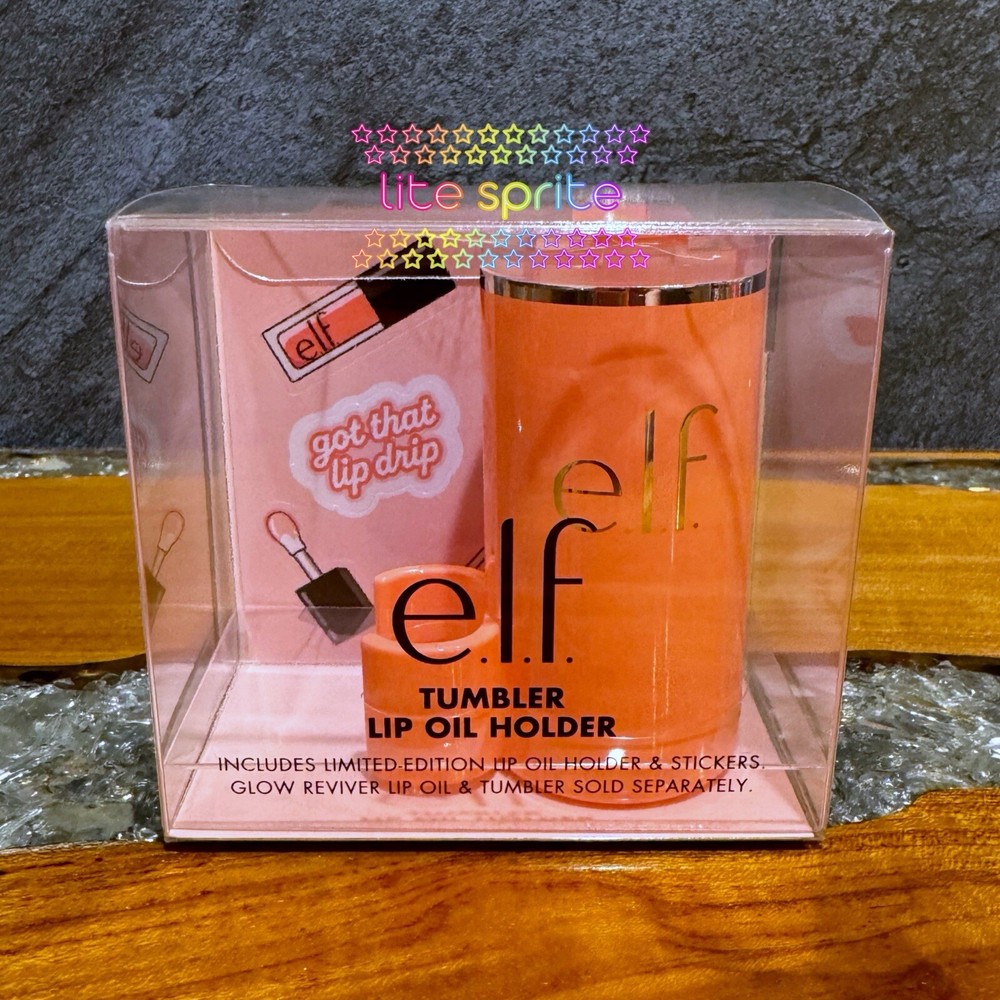 lite sprite
e.l.f.
got that
lip drip
e.l.f.
e.l.f.
TUMBLER
LIP OIL HOLDER
INCLUDES LIMITED-EDITION LIP OIL HOLDER & STICKERS.
GLOW REVIVER LIP OIL & TUMBLER SOLD SEPARATELY.